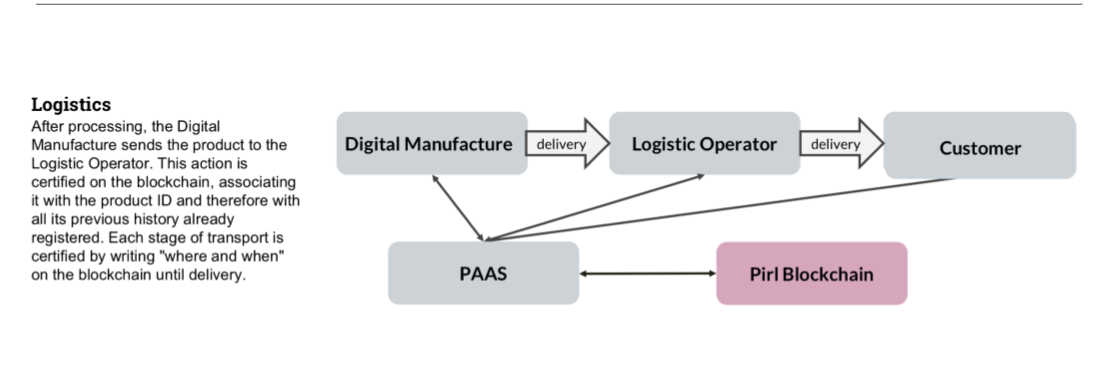 Logistics
After processing, the Digital
Manufacture sends the product to the
Logistic Operator. This action is
certified on the blockchain, associating
it with the product ID and therefore with
all its previous history already
registered. Each stage of transport is
certified by writing "where and when"
on the blockchain until delivery.
Digital Manufacture
delivery
Logistic Operator
delivery
Customer
PAAS
Pirl Blockchain